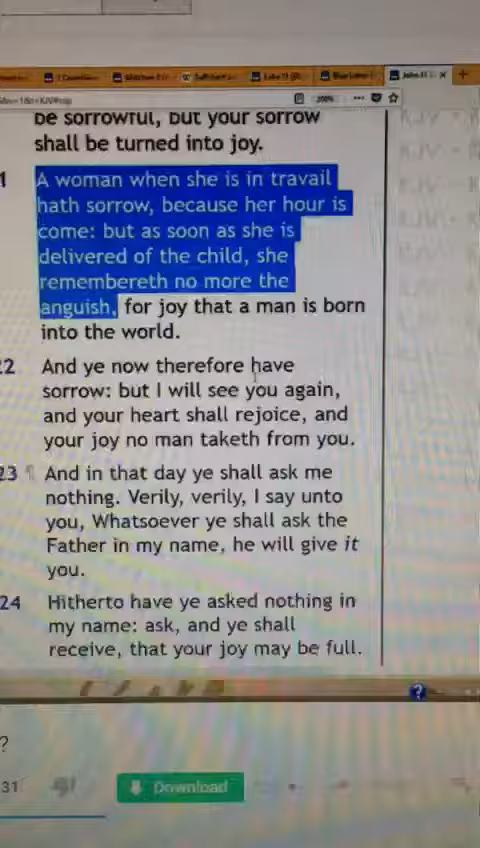 John 11
200%
be sorrowful, but your sorrow
shall be turned into joy.
1 A woman when she is in travail
hath sorrow, because her hour is
come: but as soon as she is
delivered of the child, she
remembereth no more the
anguish, for joy that a man is born
into the world.
22 And ye now therefore have
sorrow: but I will see you again,
and your heart shall rejoice, and
your joy no man taketh from you.
23 ¶ And in that day ye shall ask me
nothing. Verily, verily, I say unto
you, Whatsoever ye shall ask the
Father in my name, he will give it
you.
24 Hitherto have ye asked nothing in
my name: ask, and ye shall
receive, that your joy may be full.
?
?
31
Download